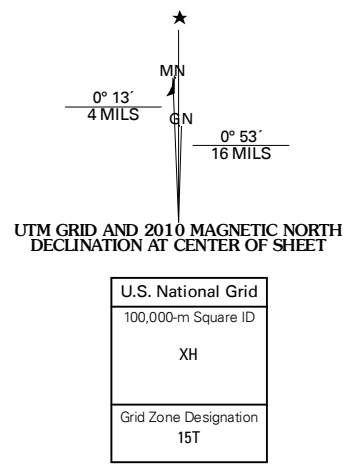 MN
0° 13´
4 MILS
GN
0° 53´
16 MILS
UTM GRID AND 2010 MAGNETIC NORTH
DECLINATION AT CENTER OF SHEET
U.S. National Grid
100,000-m Square ID
XH
Grid Zone Designation
15T